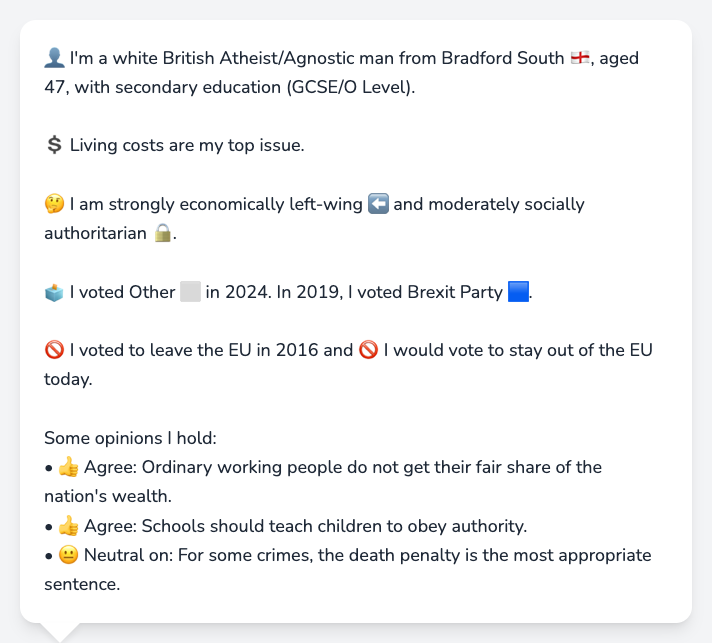 👤 I'm a white British Atheist/Agnostic man from Bradford South 🏴󠁧󠁢󠁥󠁮󠁧󠁿, aged
47, with secondary education (GCSE/O Level).
💲 Living costs are my top issue.
🤔 I am strongly economically left-wing ⬅️ and moderately socially
authoritarian 🔒.
🗳️ I voted Other ⬜ in 2024. In 2019, I voted Brexit Party 🟦.
🚫 I voted to leave the EU in 2016 and 🚫 I would vote to stay out of the EU
today.
Some opinions I hold:
• 👍 Agree: Ordinary working people do not get their fair share of the
nation's wealth.
• 👍 Agree: Schools should teach children to obey authority.
• 😐 Neutral on: For some crimes, the death penalty is the most appropriate
sentence.